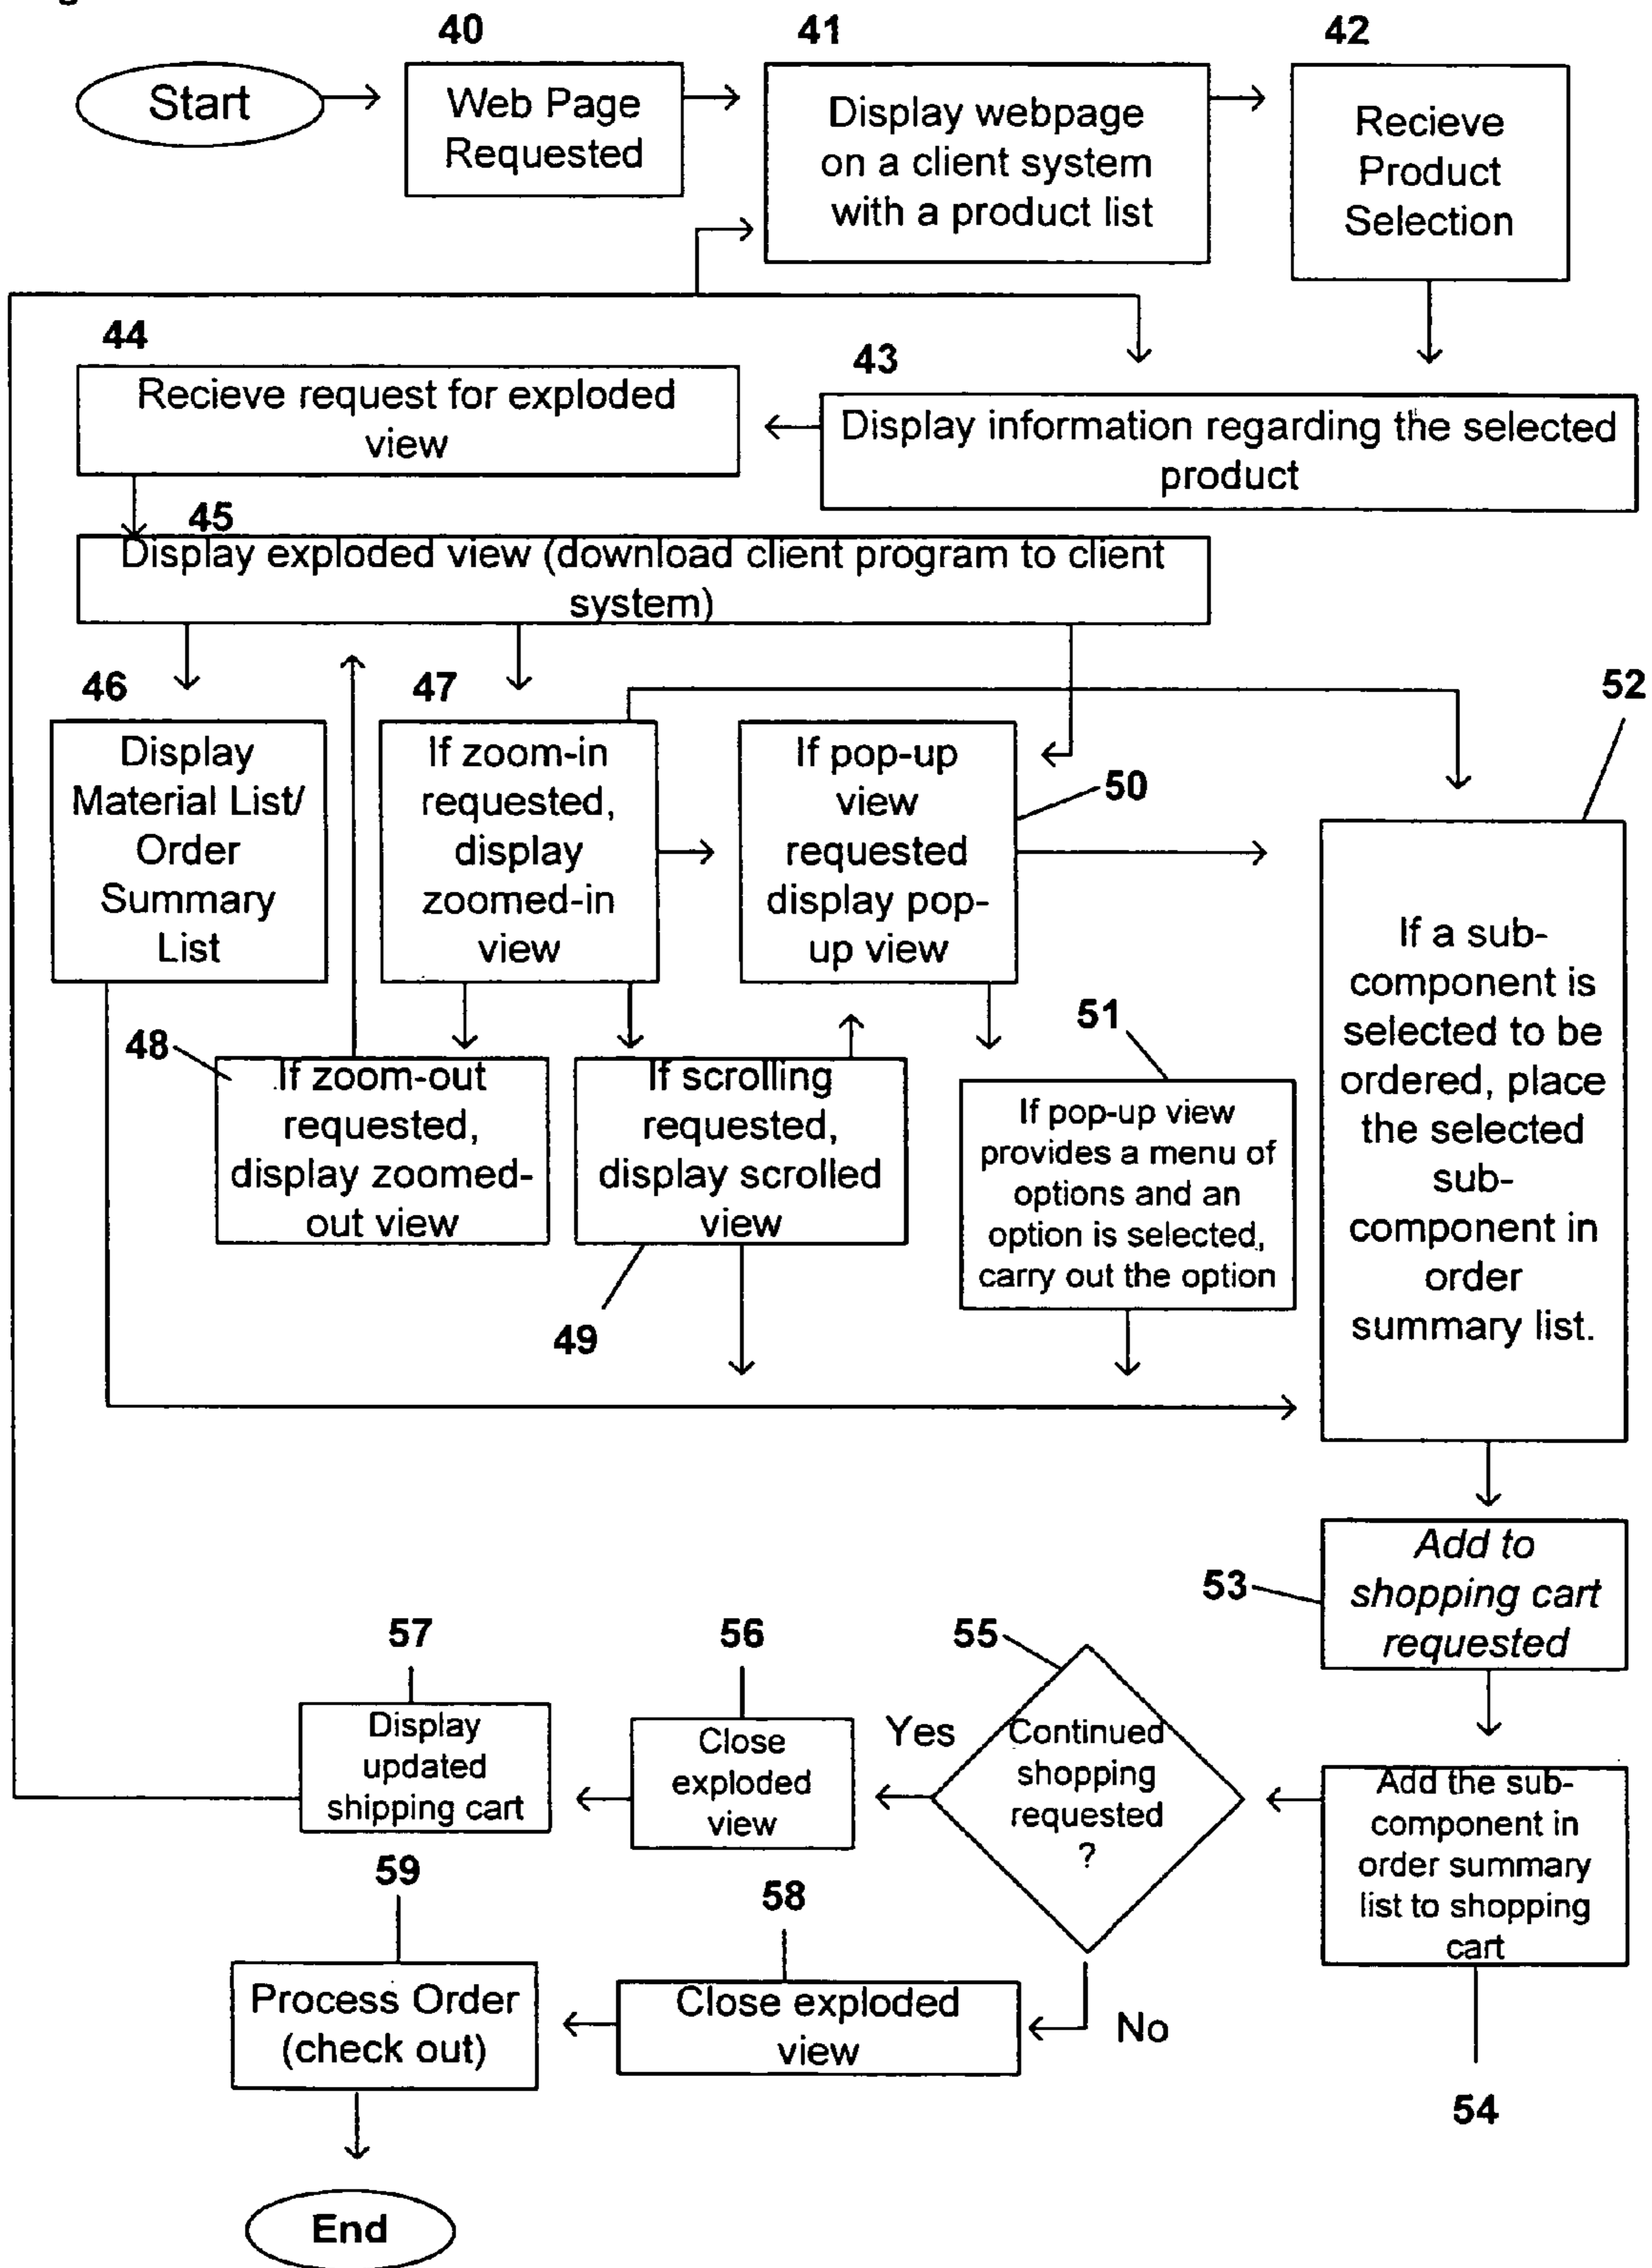 40
41
42
Start
Web Page
Requested
Display webpage
on a client system
with a product list
Recieve
Product
Selection
44
Recieve request for exploded
view
43
Display information regarding the selected
product
45
Display exploded view (download client program to client
system)
46
Display
Material List/
Order
Summary
List
47
If zoom-in
requested,
display
zoomed-in
view
If pop-up
view
requested
display pop-
up view
50
52
If a sub-
component is
selected to be
ordered, place
the selected
sub-
component in
order
summary list.
48
If zoom-out
requested,
display zoomed-
out view
If scrolling
requested,
display scrolled
view
49
51
If pop-up view
provides a menu of
options and an
option is selected,
carry out the option
53
Add to
shopping cart
requested
57
Display
updated
shipping cart
56
Close
exploded
view
Yes
55
Continued
shopping
requested
?
Add the sub-
component in
order summary
list to shopping
cart
54
59
Process Order
(check out)
58
Close exploded
view
No
End